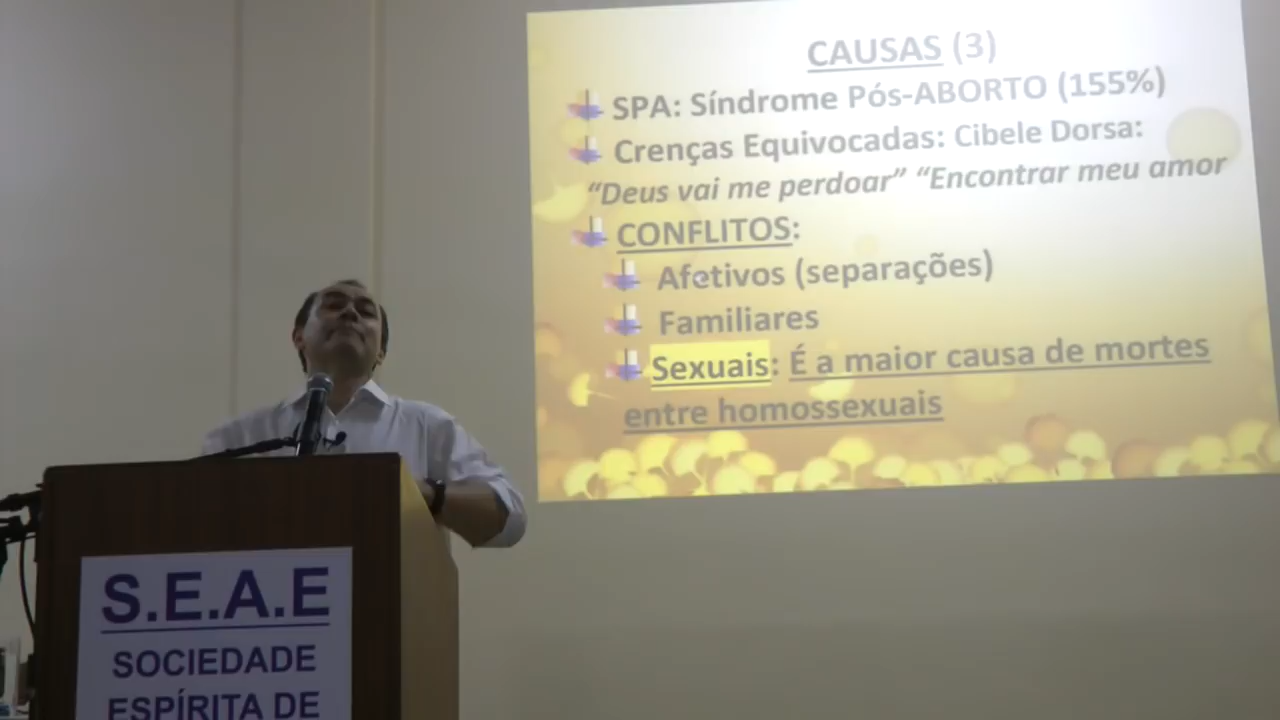 CAUSAS (3)
SPA: Síndrome Pós-ABORTO (155%)
Crenças Equivocadas: Cibele Dorsa:
“Deus vai me perdoar” “Encontrar meu amor
CONFLITOS:
Afetivos (separações)
Familiares
Sexuais: É a maior causa de mortes
entre homossexuais
S.E.A.E
SOCIEDADE
ESPÍRITA DE